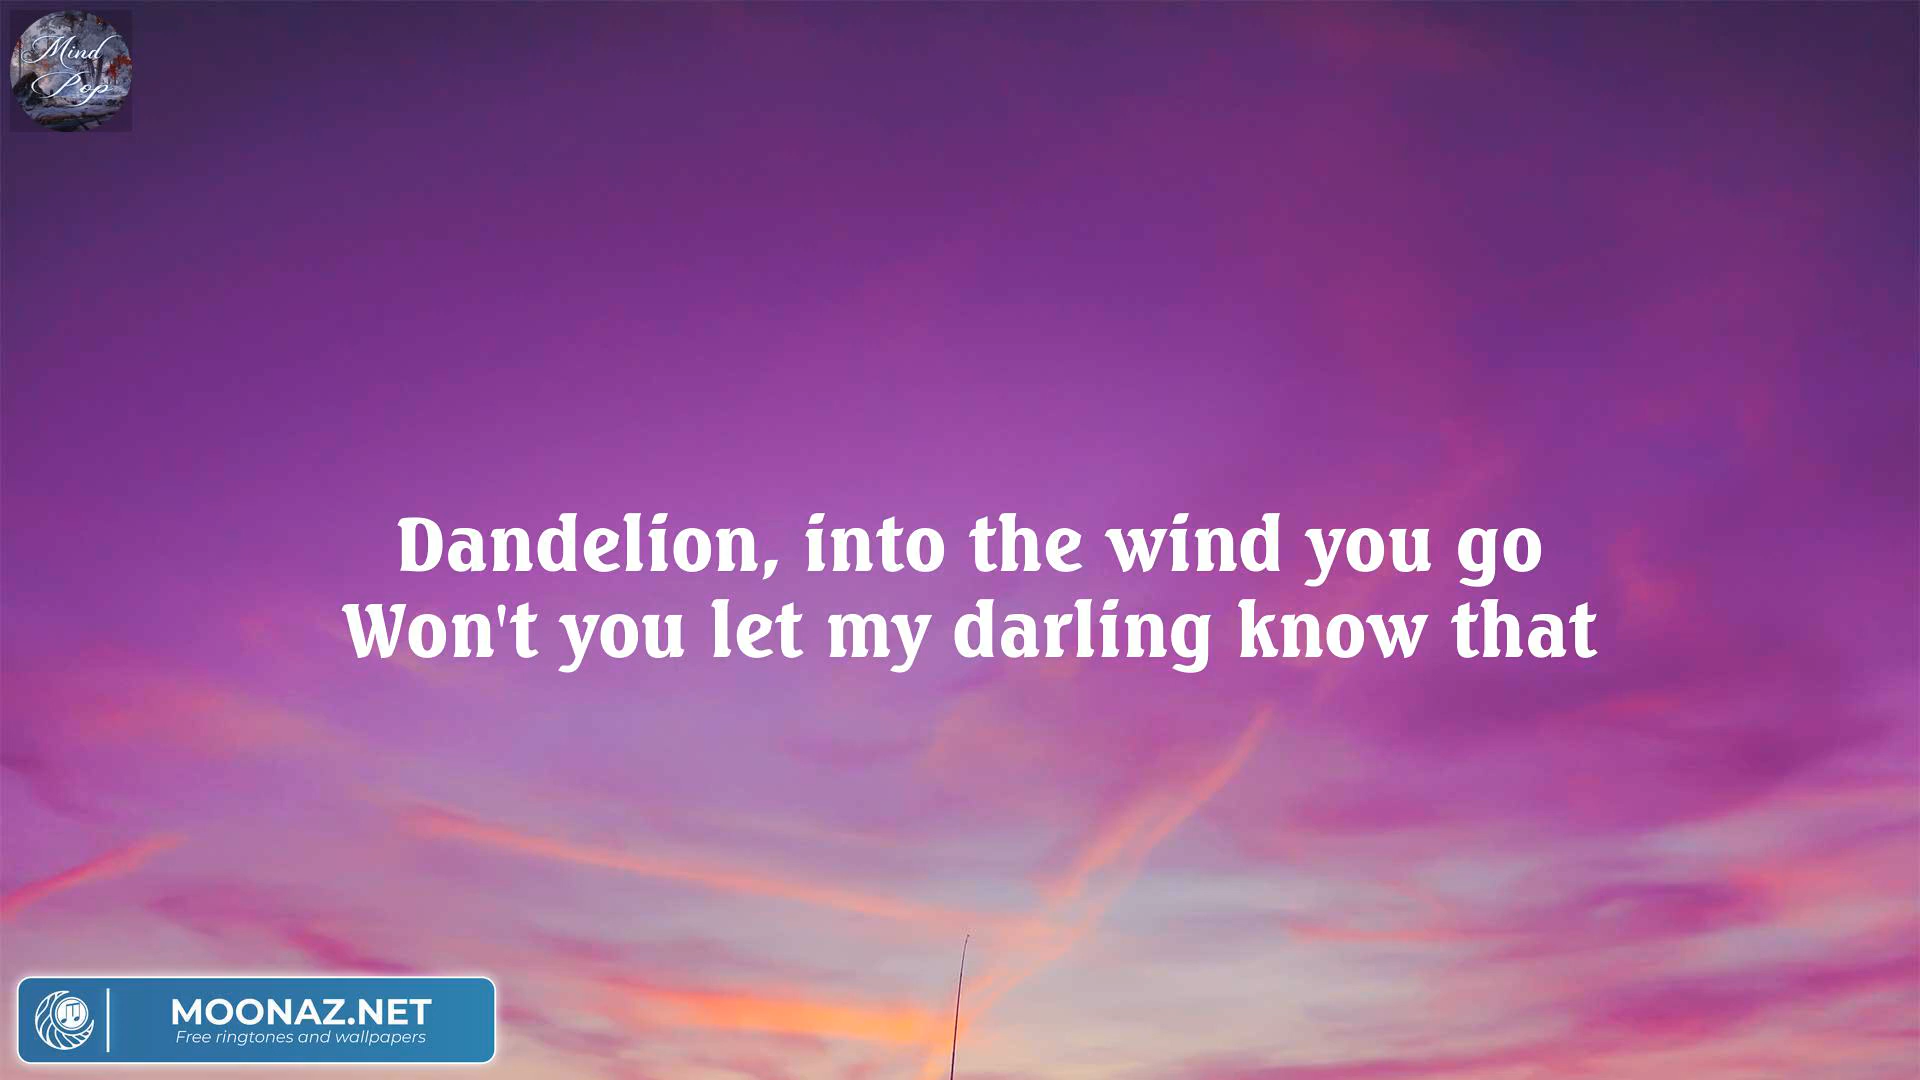 Mind
Pop
Dandelion, into the wind you go
Won't you let my darling know that
MOONAZ.NET
Free ringtones and wallpapers